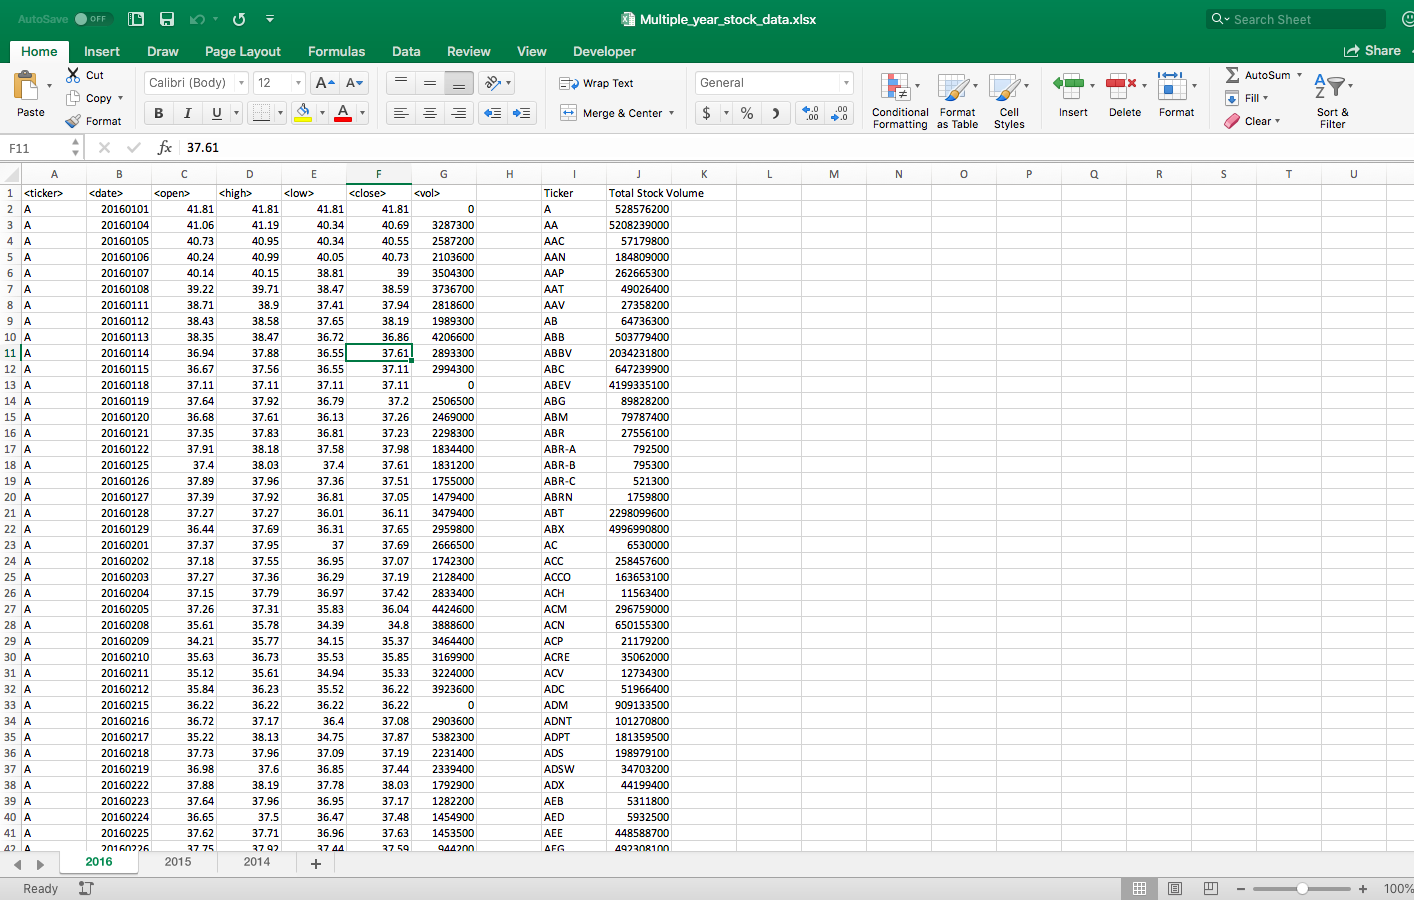 AutoSave OFF Multiple_year_stock_data.xlsx Search Sheet
Home Insert Draw Page Layout Formulas Data Review View Developer Share
Paste Cut Copy Format Calibri (Body) 12 A A Wrap Text General Conditional Formatting Format as Table Cell Styles Insert Delete Format AutoSum Fill Clear Sort & Filter
B I U A Merge & Center $ % .0 .00 .00 .0
F11 fx 37.61
A B C D E F G H I J K L M N O P Q R S T U
1 <ticker> <date> <open> <high> <low> <close> <vol> Ticker Total Stock Volume
2 A 20160101 41.81 41.81 41.81 41.81 0 A 528576200
3 A 20160104 41.06 41.19 40.34 40.69 3287300 AA 5208239000
4 A 20160105 40.73 40.95 40.34 40.55 2587200 AAC 57179800
5 A 20160106 40.24 40.99 40.05 40.73 2103600 AAN 184809000
6 A 20160107 40.14 40.15 38.81 39 3504300 AAP 262665300
7 A 20160108 39.22 39.71 38.47 38.59 3736700 AAT 49026400
8 A 20160111 38.71 38.9 37.41 37.94 2818600 AAV 27358200
9 A 20160112 38.43 38.58 37.65 38.19 1989300 AB 64736300
10 A 20160113 38.35 38.47 36.72 36.86 4206600 ABB 503779400
11 A 20160114 36.94 37.88 36.55 37.61 2893300 ABBV 2034231800
12 A 20160115 36.67 37.56 36.55 37.11 2994300 ABC 647239900
13 A 20160118 37.11 37.11 37.11 37.11 0 ABEV 4199335100
14 A 20160119 37.64 37.92 36.79 37.2 2506500 ABG 89828200
15 A 20160120 36.68 37.61 36.13 37.26 2469000 ABM 79787400
16 A 20160121 37.35 37.83 36.81 37.23 2298300 ABR 27556100
17 A 20160122 37.91 38.18 37.58 37.98 1834400 ABR-A 792500
18 A 20160125 37.4 38.03 37.4 37.61 1831200 ABR-B 795300
19 A 20160126 37.89 37.96 37.36 37.51 1755000 ABR-C 521300
20 A 20160127 37.39 37.92 36.81 37.05 1479400 ABRN 1759800
21 A 20160128 37.27 37.27 36.01 36.11 3479400 ABT 2298099600
22 A 20160129 36.44 37.69 36.31 37.65 2959800 ABX 4996990800
23 A 20160201 37.37 37.95 37 37.69 2666500 AC 6530000
24 A 20160202 37.18 37.55 36.95 37.07 1742300 ACC 258457600
25 A 20160203 37.27 37.36 36.29 37.19 2128400 ACCO 163653100
26 A 20160204 37.15 37.79 36.97 37.42 2833400 ACH 11563400
27 A 20160205 37.26 37.31 35.83 36.04 4424600 ACM 296759000
28 A 20160208 35.61 35.78 34.39 34.8 3888600 ACN 650155300
29 A 20160209 34.21 35.77 34.15 35.37 3464400 ACP 21179200
30 A 20160210 35.63 36.73 35.53 35.85 3169900 ACRE 35062000
31 A 20160211 35.12 35.61 34.94 35.33 3224000 ACV 12734300
32 A 20160212 35.84 36.23 35.52 36.22 3923600 ADC 51966400
33 A 20160215 36.22 36.22 36.22 36.22 0 ADM 909133500
34 A 20160216 36.72 37.17 36.4 37.08 2903600 ADNT 101270800
35 A 20160217 35.22 38.13 34.75 37.87 5382300 ADPT 181359500
36 A 20160218 37.73 37.96 37.09 37.19 2231400 ADS 198979100
37 A 20160219 36.98 37.6 36.85 37.44 2339400 ADSW 34703200
38 A 20160222 37.88 38.19 37.78 38.03 1792900 ADX 44199400
39 A 20160223 37.64 37.96 36.95 37.17 1282200 AEB 5311800
40 A 20160224 36.65 37.5 36.47 37.48 1454900 AED 5932500
41 A 20160225 37.62 37.71 36.96 37.63 1453500 AEE 448588700
42 A 20160226 37.75 37.92 37.44 37.59 944200 AEG 492308100
2016 2015 2014 +
Ready 100%